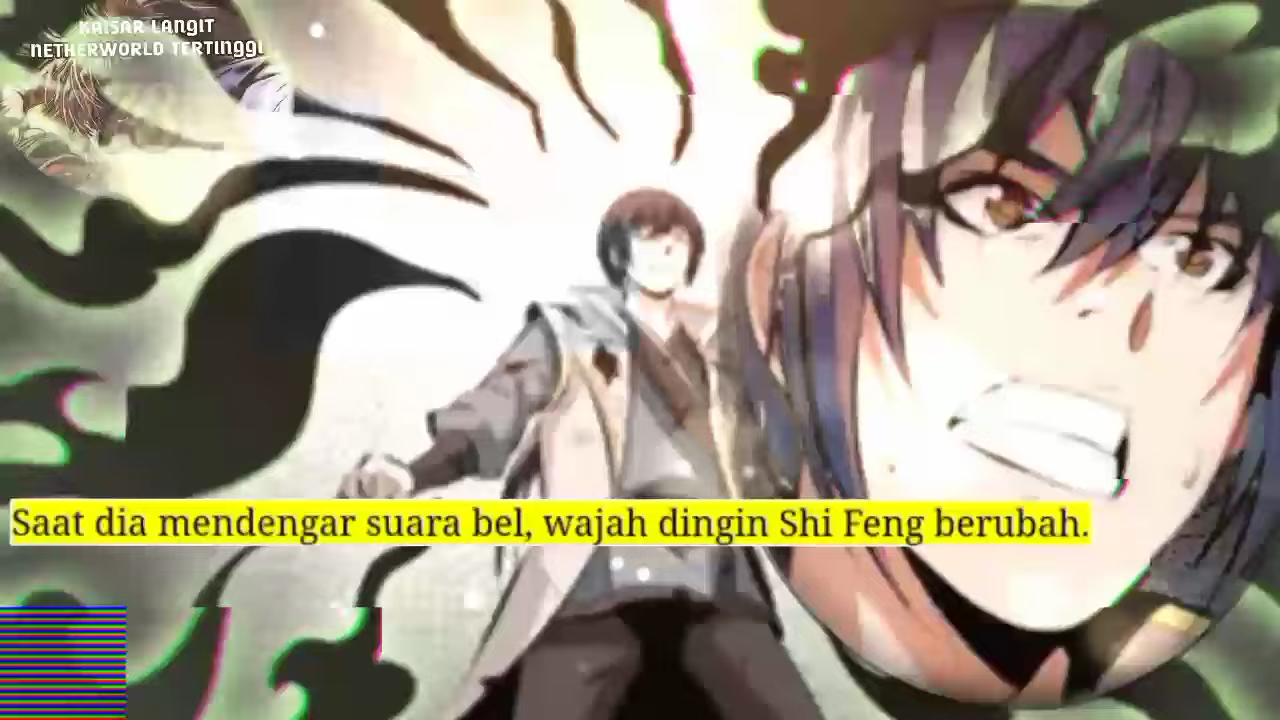 KAISAR LANGIT
NETHERWORLD TERTINGGI
Saat dia mendengar suara bel, wajah dingin Shi Feng berubah.